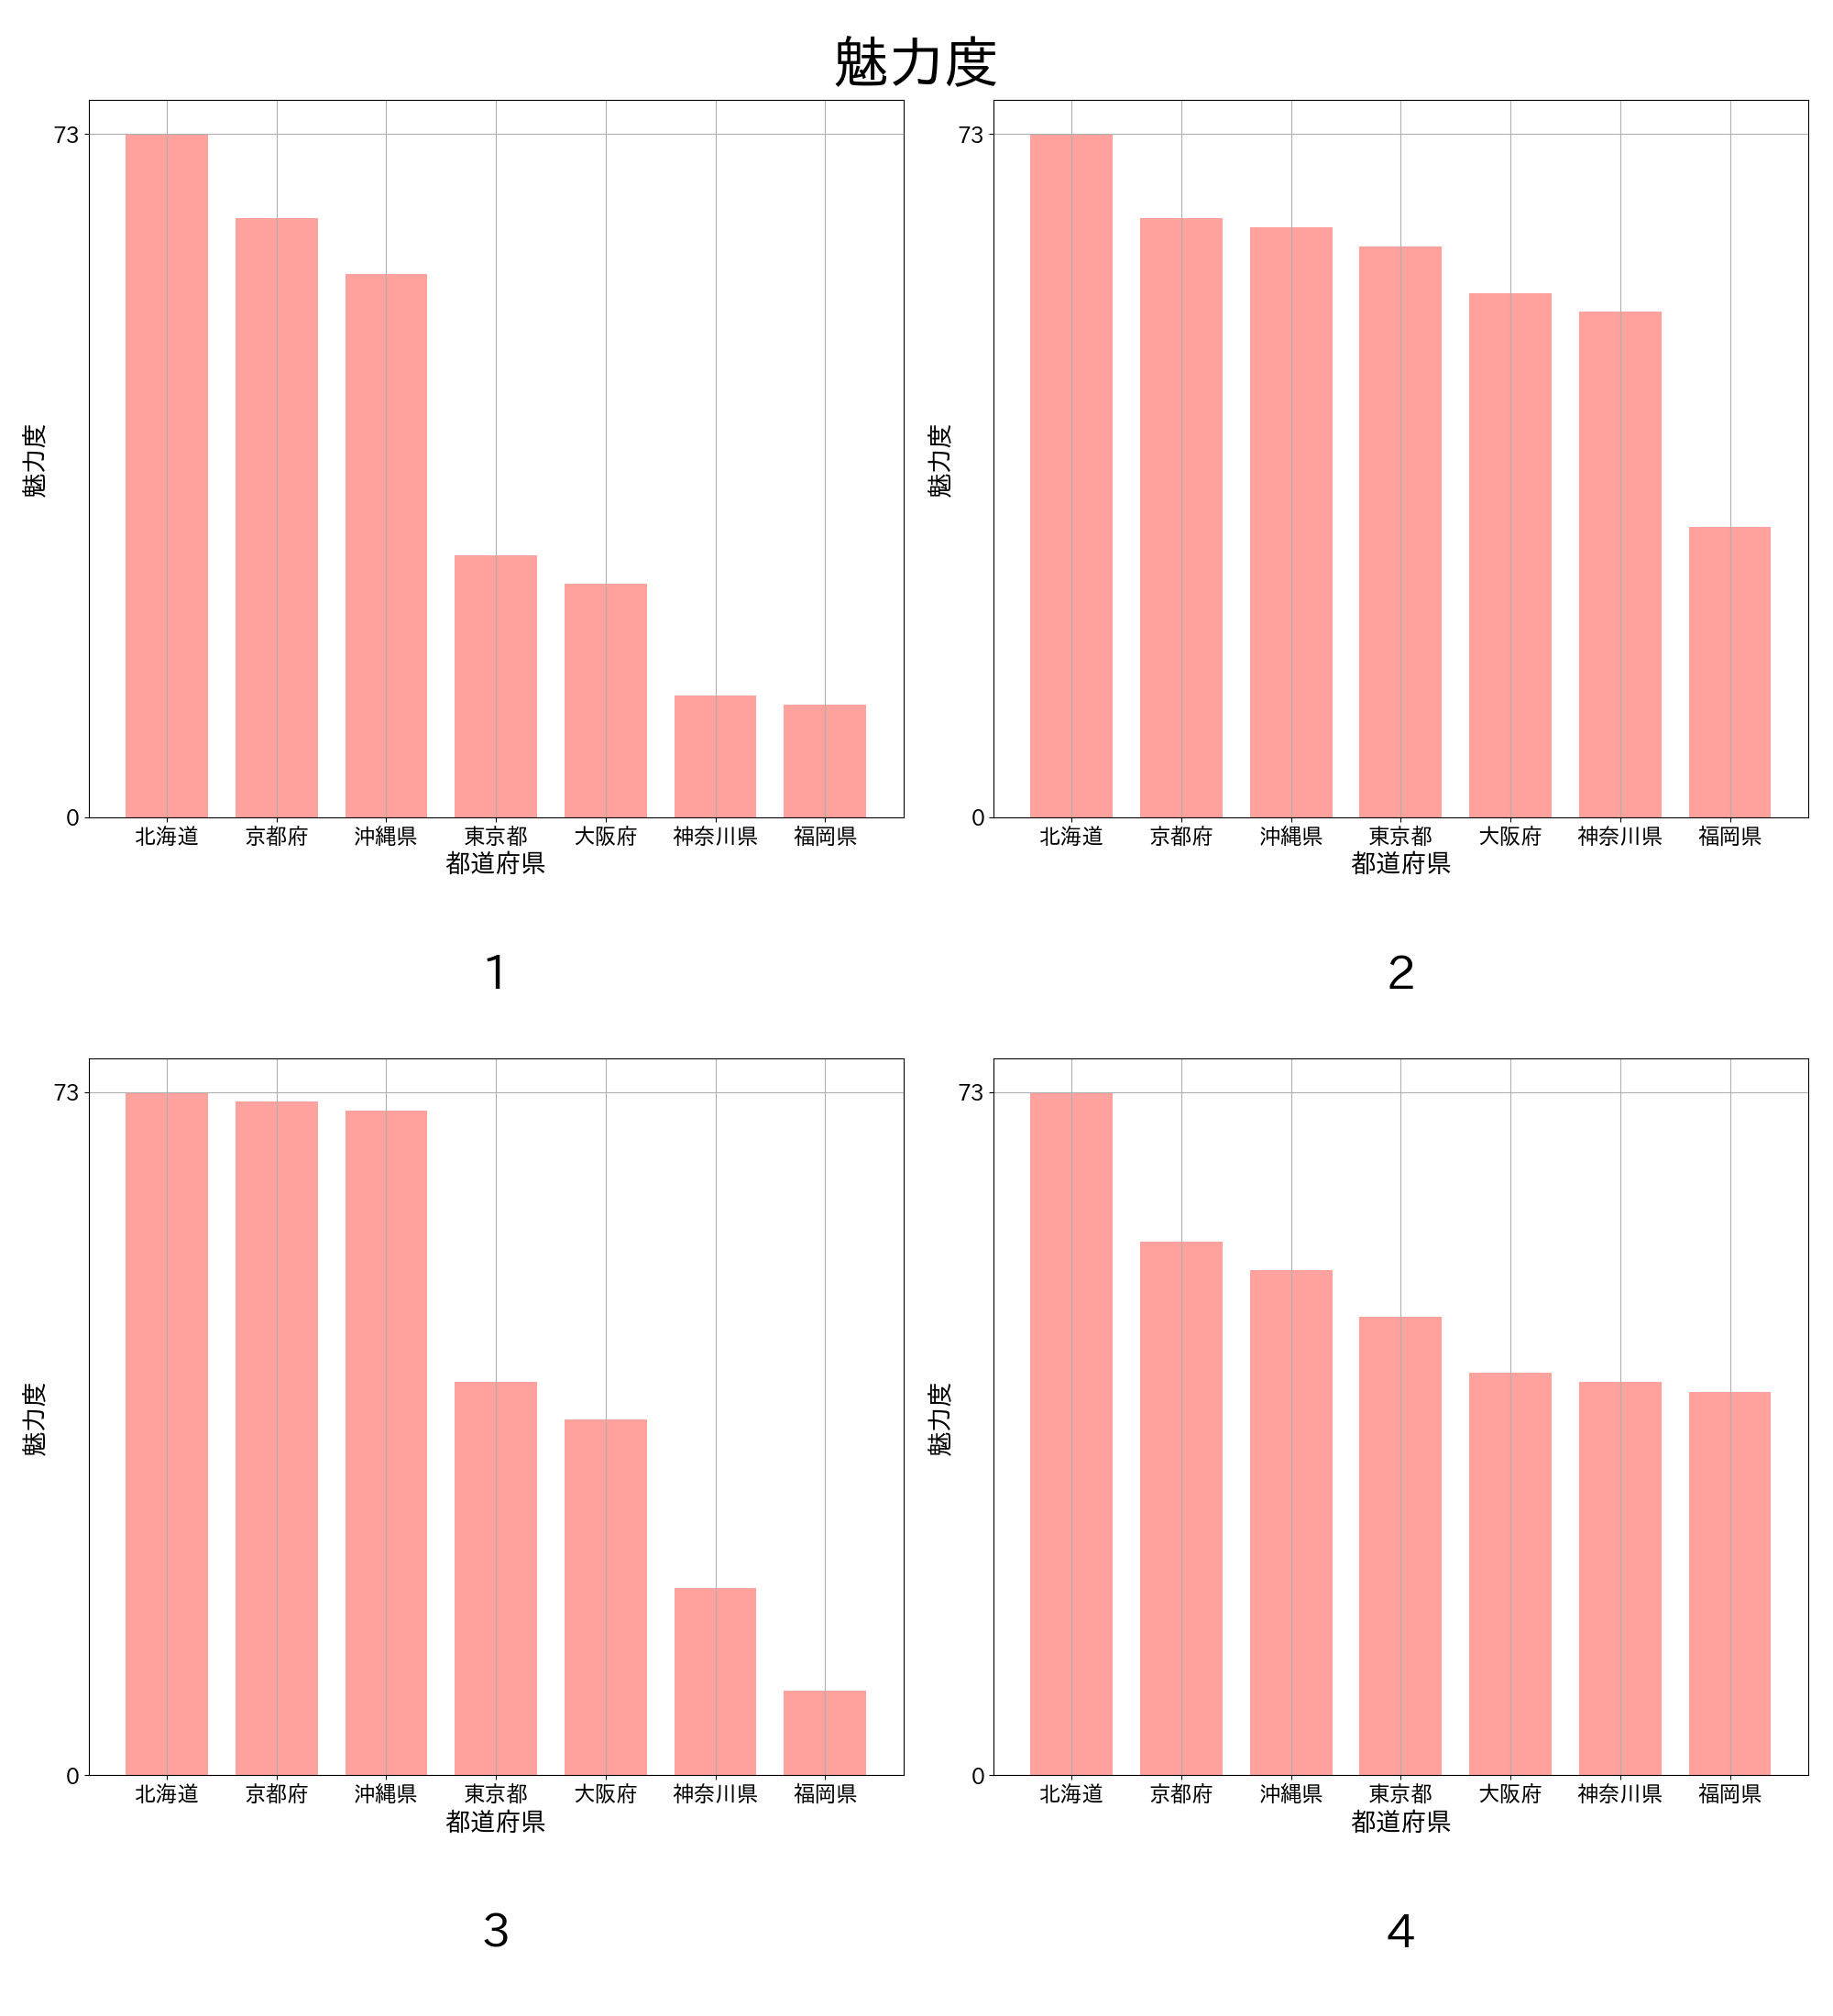 魅力度
73
0
魅力度
北海道 京都府 沖縄県 東京都 大阪府 神奈川県 福岡県
都道府県
1
73
0
魅力度
北海道 京都府 沖縄県 東京都 大阪府 神奈川県 福岡県
都道府県
2
73
0
魅力度
北海道 京都府 沖縄県 東京都 大阪府 神奈川県 福岡県
都道府県
3
73
0
魅力度
北海道 京都府 沖縄県 東京都 大阪府 神奈川県 福岡県
都道府県
4